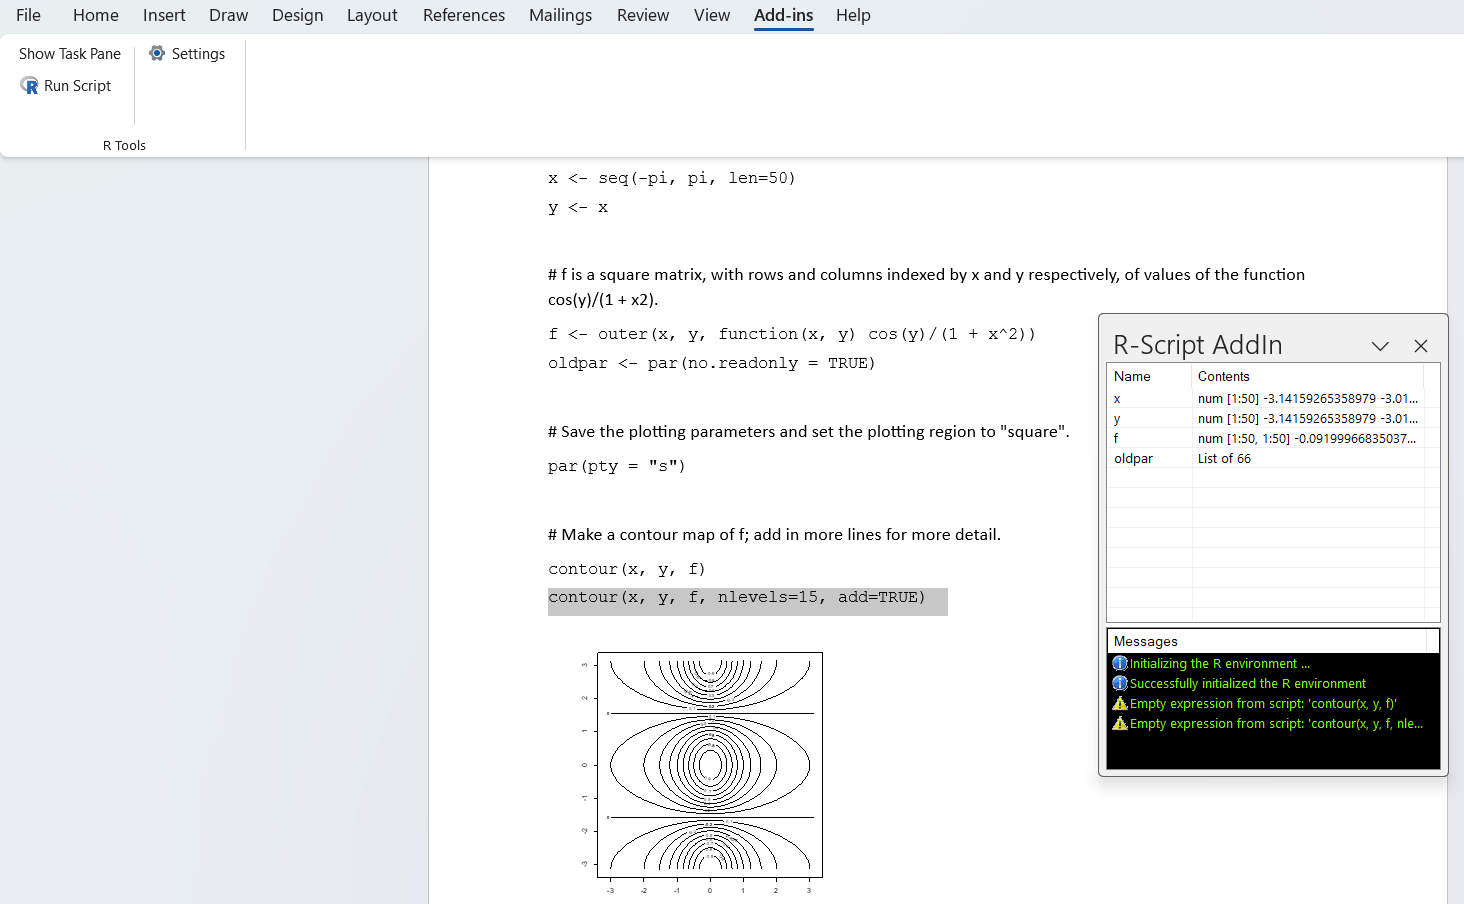 File Home Insert Draw Design Layout References Mailings Review View Add-ins Help
Show Task Pane
Settings
Run Script
R Tools
x <- seq(-pi, pi, len=50)
y <- x
# f is a square matrix, with rows and columns indexed by x and y respectively, of values of the function
cos(y)/(1 + x2).
f <- outer(x, y, function(x, y) cos(y)/(1 + x^2))
oldpar <- par(no.readonly = TRUE)
# Save the plotting parameters and set the plotting region to "square".
par(pty = "s")
# Make a contour map of f; add in more lines for more detail.
contour(x, y, f)
contour(x, y, f, nlevels=15, add=TRUE)
3
2
1
0
-1
-2
-3
-3 -2 -1 0 1 2 3
R-Script AddIn
Name Contents
x num [1:50] -3.14159265358979 -3.01...
y num [1:50] -3.14159265358979 -3.01...
f num [1:50, 1:50] -0.09199966835037...
oldpar List of 66
Messages
Initializing the R environment ...
Successfully initialized the R environment
Empty expression from script: 'contour(x, y, f)'
Empty expression from script: 'contour(x, y, f, nle...